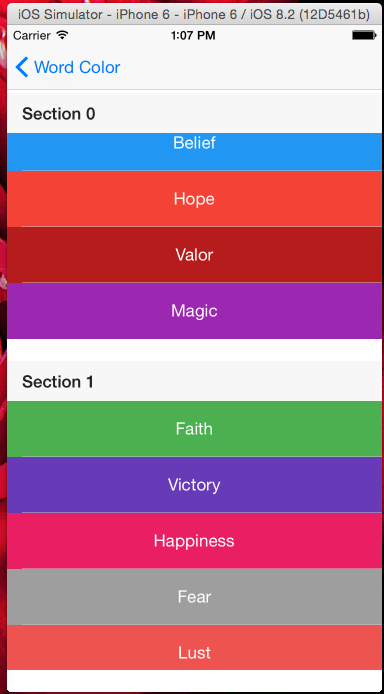 iOS Simulator - iPhone 6 - iPhone 6 / iOS 8.2 (12D5461b)
Carrier 1:07 PM
Word Color
Section 0
Belief
Hope
Valor
Magic
Section 1
Faith
Victory
Happiness
Fear
Lust